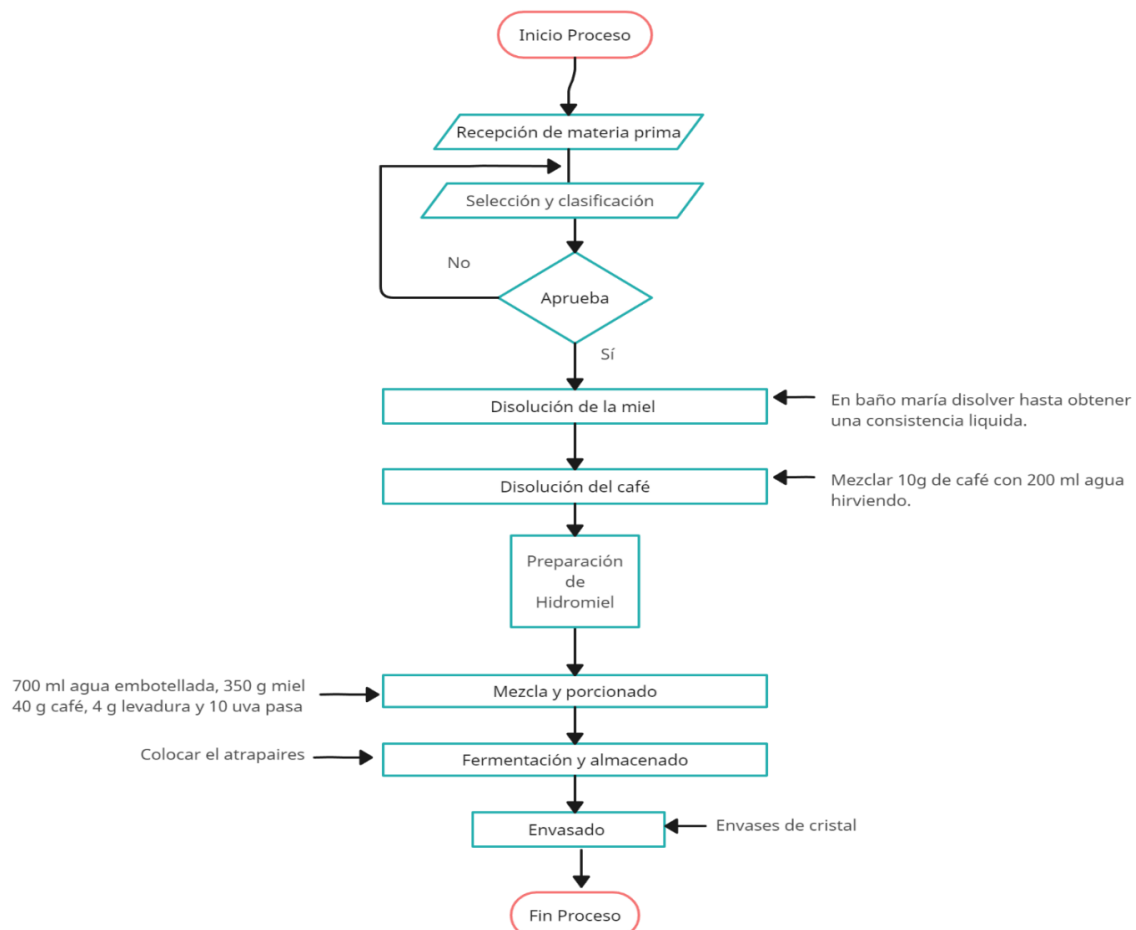 Inicio Proceso
Recepción de materia prima
Selección y clasificación
No
Aprueba
Sí
Disolución de la miel
En baño maría disolver hasta obtener
una consistencia liquida.
Disolución del café
Mezclar 10g de café con 200 ml agua
hirviendo.
Preparación
de
Hidromiel
700 ml agua embotellada, 350 g miel
40 g café, 4 g levadura y 10 uva pasa
Mezcla y porcionado
Colocar el atrapaires
Fermentación y almacenado
Envasado
Envases de cristal
Fin Proceso